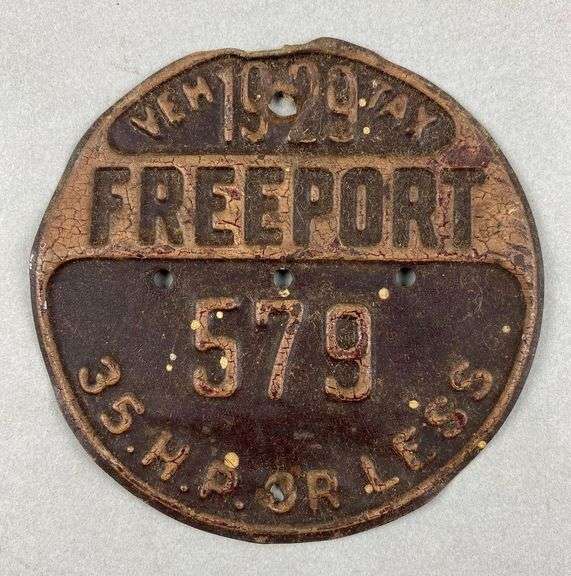 VEH 1929 TAX
FREEPORT
579
35.H.P. OR LESS